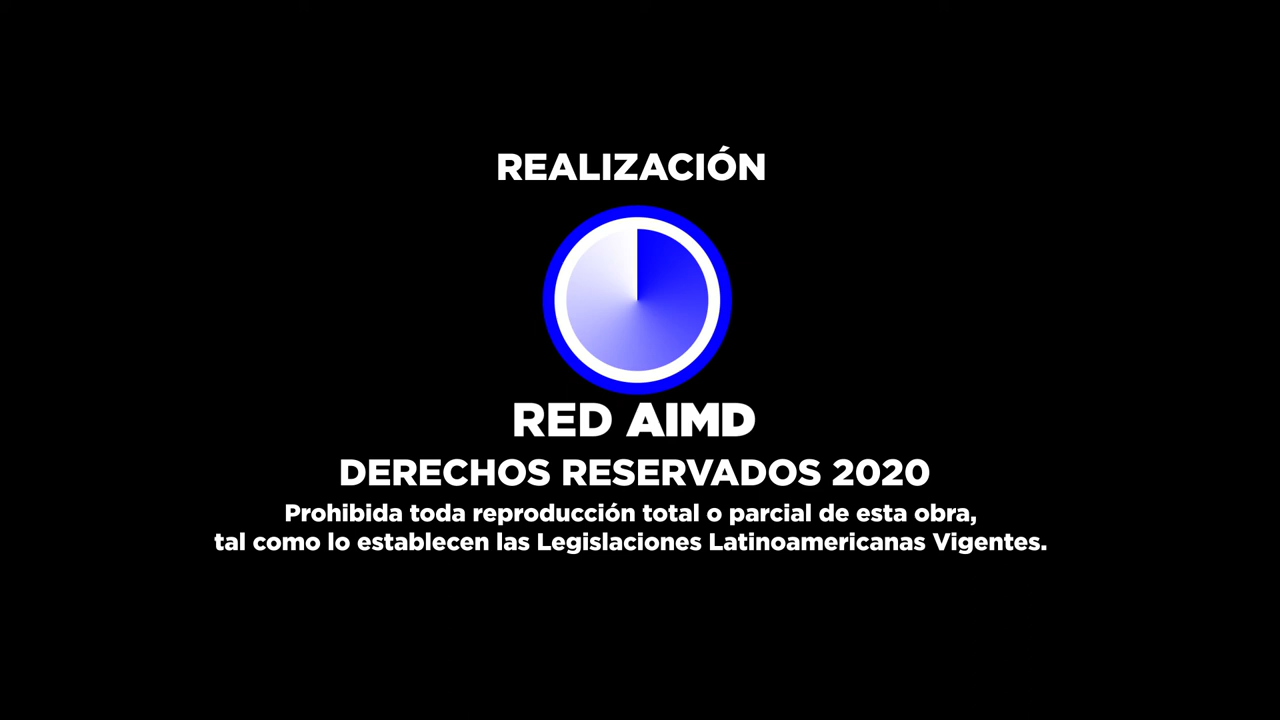 REALIZACIÓN
RED AIMD
DERECHOS RESERVADOS 2020
Prohibida toda reproducción total o parcial de esta obra,
tal como lo establecen las Legislaciones Latinoamericanas Vigentes.